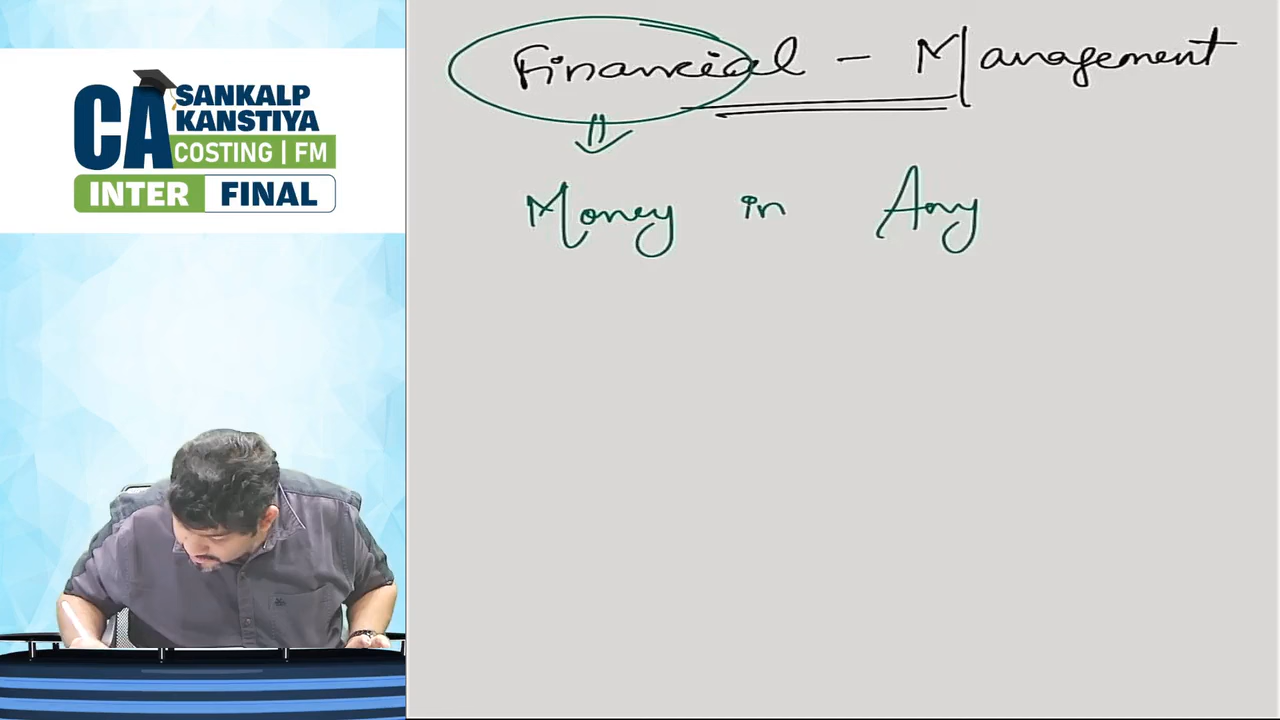 CA
SANKALP
KANSTIYA
COSTING | FM
INTER FINAL
Financial - Management
Money in Any